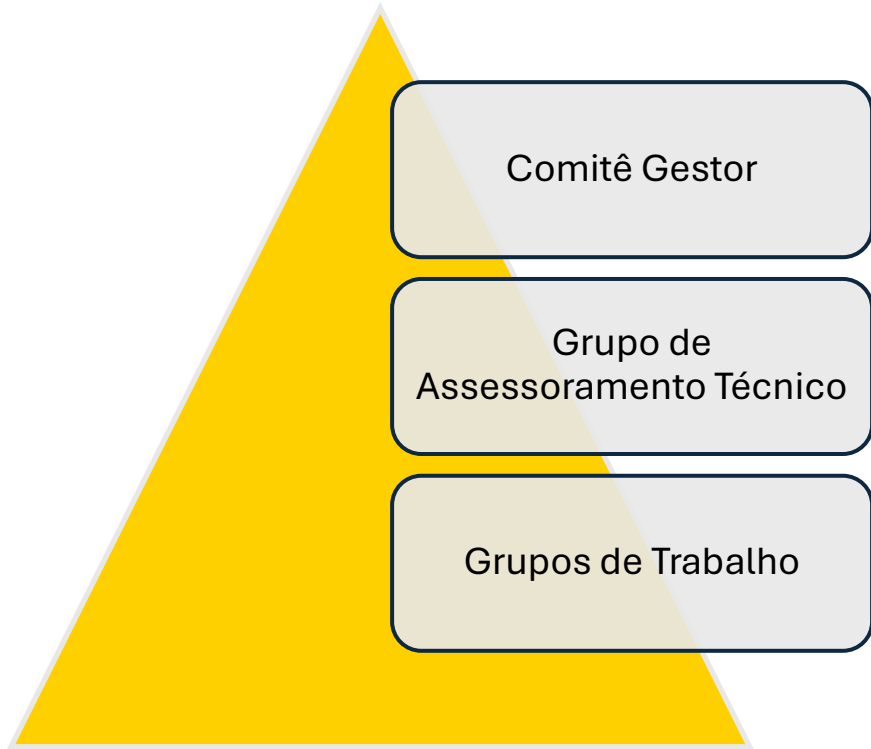 Comitê Gestor
Grupo de
Assessoramento Técnico
Grupos de Trabalho